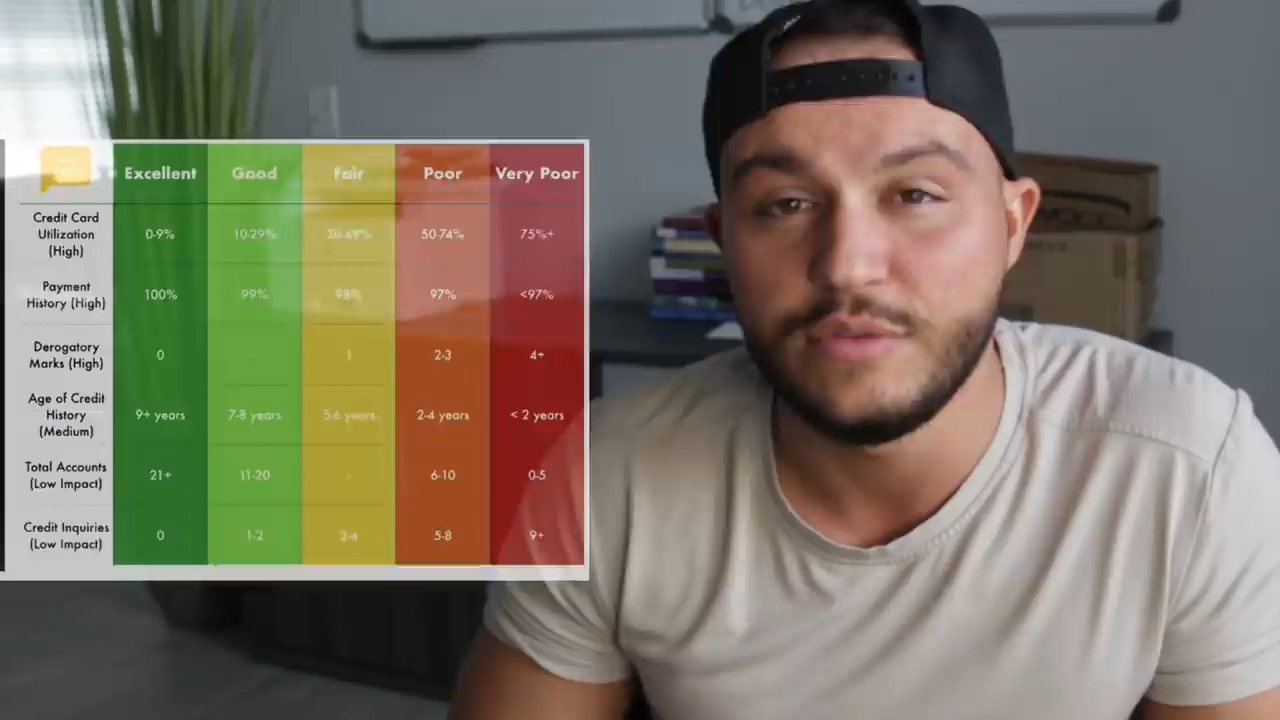 Excellent Good Fair Poor Very Poor
Credit Card
Utilization
(High)
0-9% 10-29% 50-74% 75%+
Payment
History (High)
100% 99% 98% 97% <97%
Derogatory
Marks (High)
0 - 1 2-3 4+
Age of Credit
History
(Medium)
9+ years 7-8 years 5-6 years 2-4 years < 2 years
Total Accounts
(Low Impact)
21+ 11-20 - 6-10 0-5
Credit Inquiries
(Low Impact)
0 1-2 3-4 5-8 9+